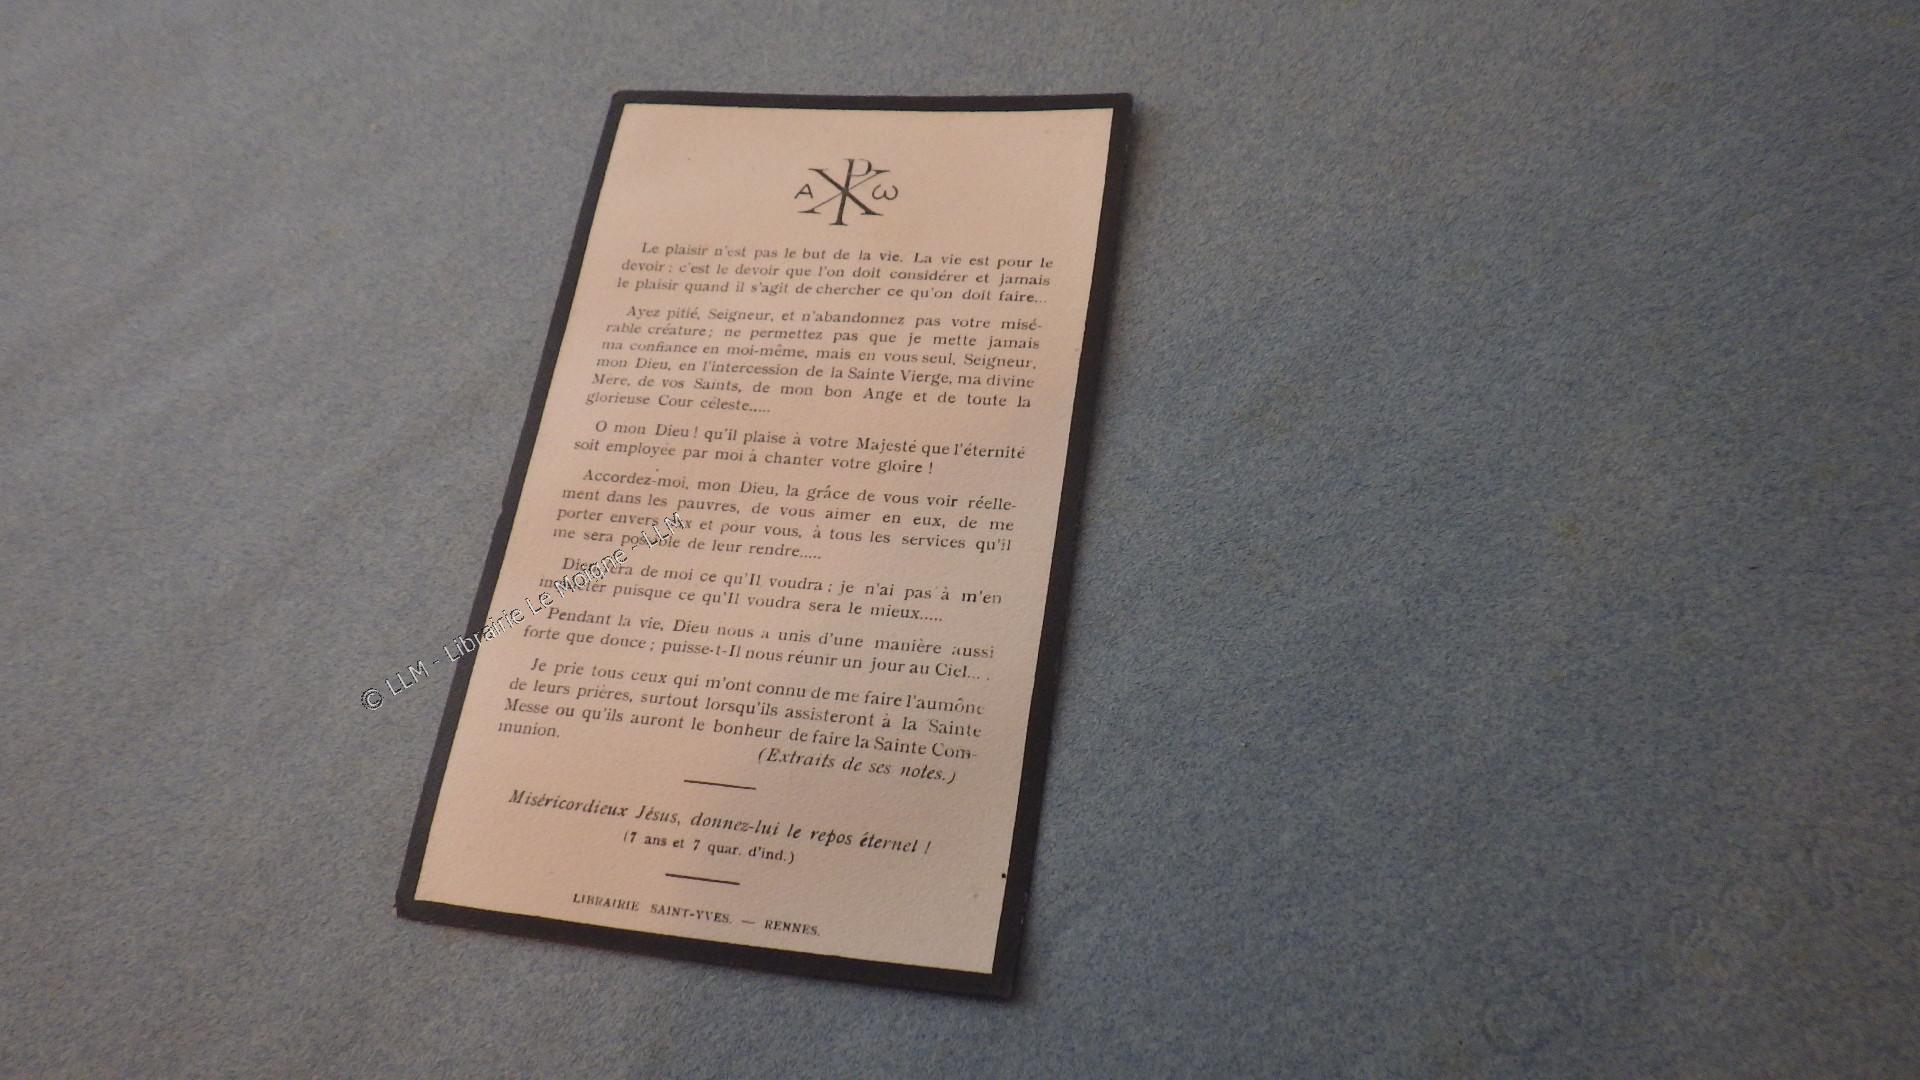 Α ☧ ω
Le plaisir n'est pas le but de la vie. La vie est pour le
devoir ; c'est le devoir que l'on doit considérer et jamais
le plaisir quand il s'agit de chercher ce qu'on doit faire...
Ayez pitié, Seigneur, et n'abandonnez pas votre misé-
rable créature ; ne permettez pas que je mette jamais
ma confiance en moi-même, mais en vous seul, Seigneur,
mon Dieu, en l'intercession de la Sainte Vierge, ma divine
Mère, de vos Saints, de mon bon Ange et de toute la
glorieuse Cour céleste.....
O mon Dieu ! qu'il plaise à votre Majesté que l'éternité
soit employée par moi à chanter votre gloire !
Accordez-moi, mon Dieu, la grâce de vous voir réelle-
ment dans les pauvres, de vous aimer en eux, de me
porter envers eux et pour vous, à tous les services qu'il
me sera possible de leur rendre.....
Dieu fera de moi ce qu'Il voudra ; je n'ai pas à m'en
inquiéter puisque ce qu'Il voudra sera le mieux.....
Pendant la vie, Dieu nous a unis d'une manière aussi
forte que douce ; puisse-t-Il nous réunir un jour au Ciel....
Je prie tous ceux qui m'ont connu de me faire l'aumône
de leurs prières, surtout lorsqu'ils assisteront à la Sainte
Messe ou qu'ils auront le bonheur de faire la Sainte Com-
munion.
(Extraits de ses notes.)
Miséricordieux Jésus, donnez-lui le repos éternel !
(7 ans et 7 quar. d'ind.)
LIBRAIRIE SAINT-YVES. — RENNES.
© LLM - Librairie Le Moigne - LLM